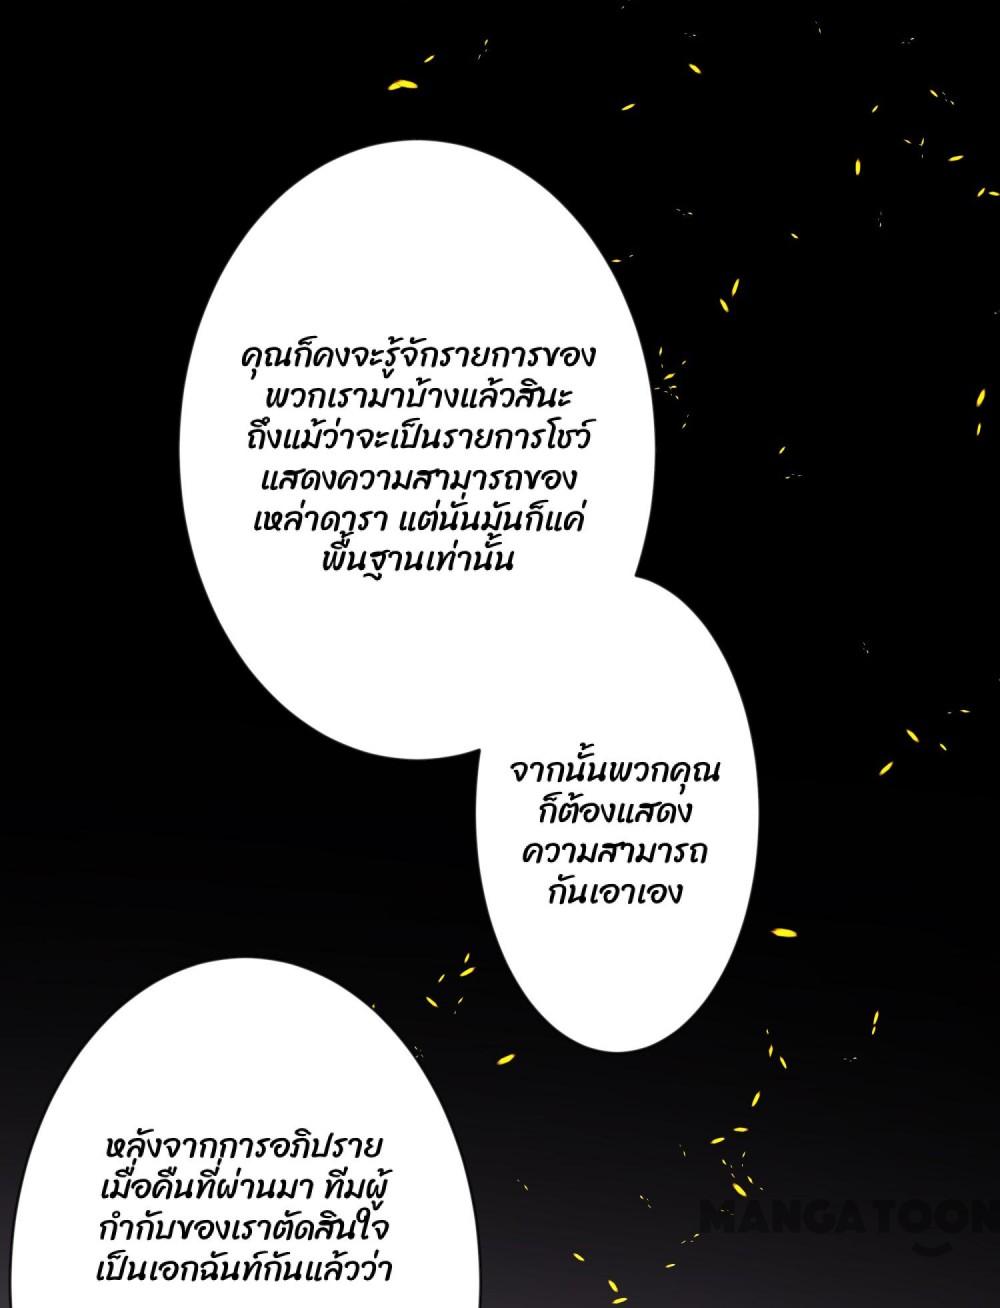 คุณก็คงจะรู้จักรายการของ
พวกเรามาบ้างแล้วสินะ
ถึงแม้ว่าจะเป็นรายการโชว์
แสดงความสามารถของ
เหล่าดารา แต่นั่นมันก็แค่
พื้นฐานเท่านั้น
จากนั้นพวกคุณ
ก็ต้องแสดง
ความสามารถ
กันเอาเอง
หลังจากการอภิปราย
เมื่อคืนที่ผ่านมา ทีมผู้
กำกับของเราตัดสินใจ
เป็นเอกฉันท์กันแล้วว่า
MANGA TOON